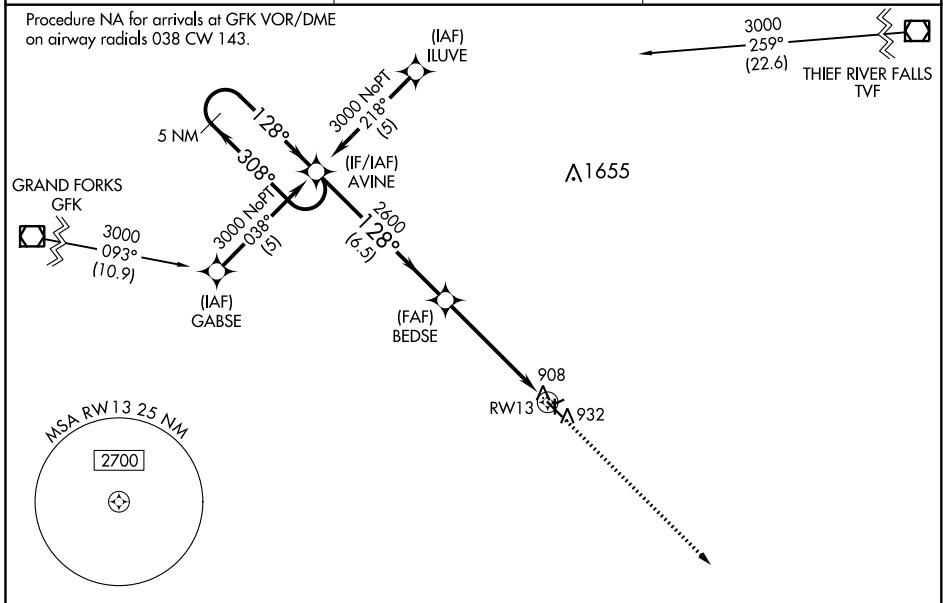 Procedure NA for arrivals at GFK VOR/DME
on airway radials 038 CW 143.
(IAF)
ILUVE
3000
259°
(22.6)
THIEF RIVER FALLS
TVF
3000 NoPT
218°
(5)
5 NM
128°
308°
(IF/IAF)
AVINE
1655
GRAND FORKS
GFK
3000
093°
(10.9)
3000 NoPT
038°
(5)
2600
128°
(6.5)
(IAF)
GABSE
(FAF)
BEDSE
908
RW13
932
MSA RW13 25 NM
2700